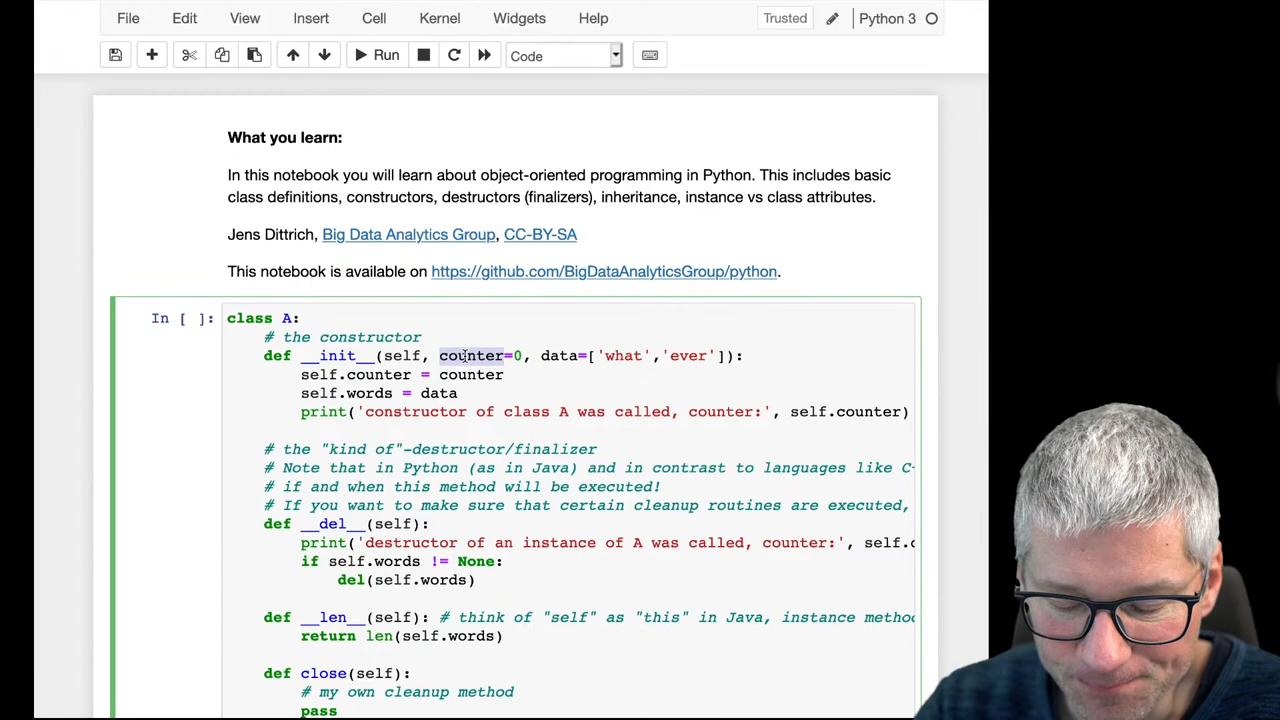 File Edit View Insert Cell Kernel Widgets Help Trusted Python 3
Run Code
What you learn:
In this notebook you will learn about object-oriented programming in Python. This includes basic
class definitions, constructors, destructors (finalizers), inheritance, instance vs class attributes.
Jens Dittrich, Big Data Analytics Group, CC-BY-SA
This notebook is available on https://github.com/BigDataAnalyticsGroup/python.
In [ ]: class A:
# the constructor
def __init__(self, counter=0, data=['what','ever']):
self.counter = counter
self.words = data
print('constructor of class A was called, counter:', self.counter)
# the "kind of"-destructor/finalizer
# Note that in Python (as in Java) and in contrast to languages like C
# if and when this method will be executed!
# If you want to make sure that certain cleanup routines are executed,
def __del__(self):
print('destructor of an instance of A was called, counter:', self.
if self.words != None:
del(self.words)
def __len__(self): # think of "self" as "this" in Java, instance
return len(self.words)
def close(self):
# my own cleanup method
pass